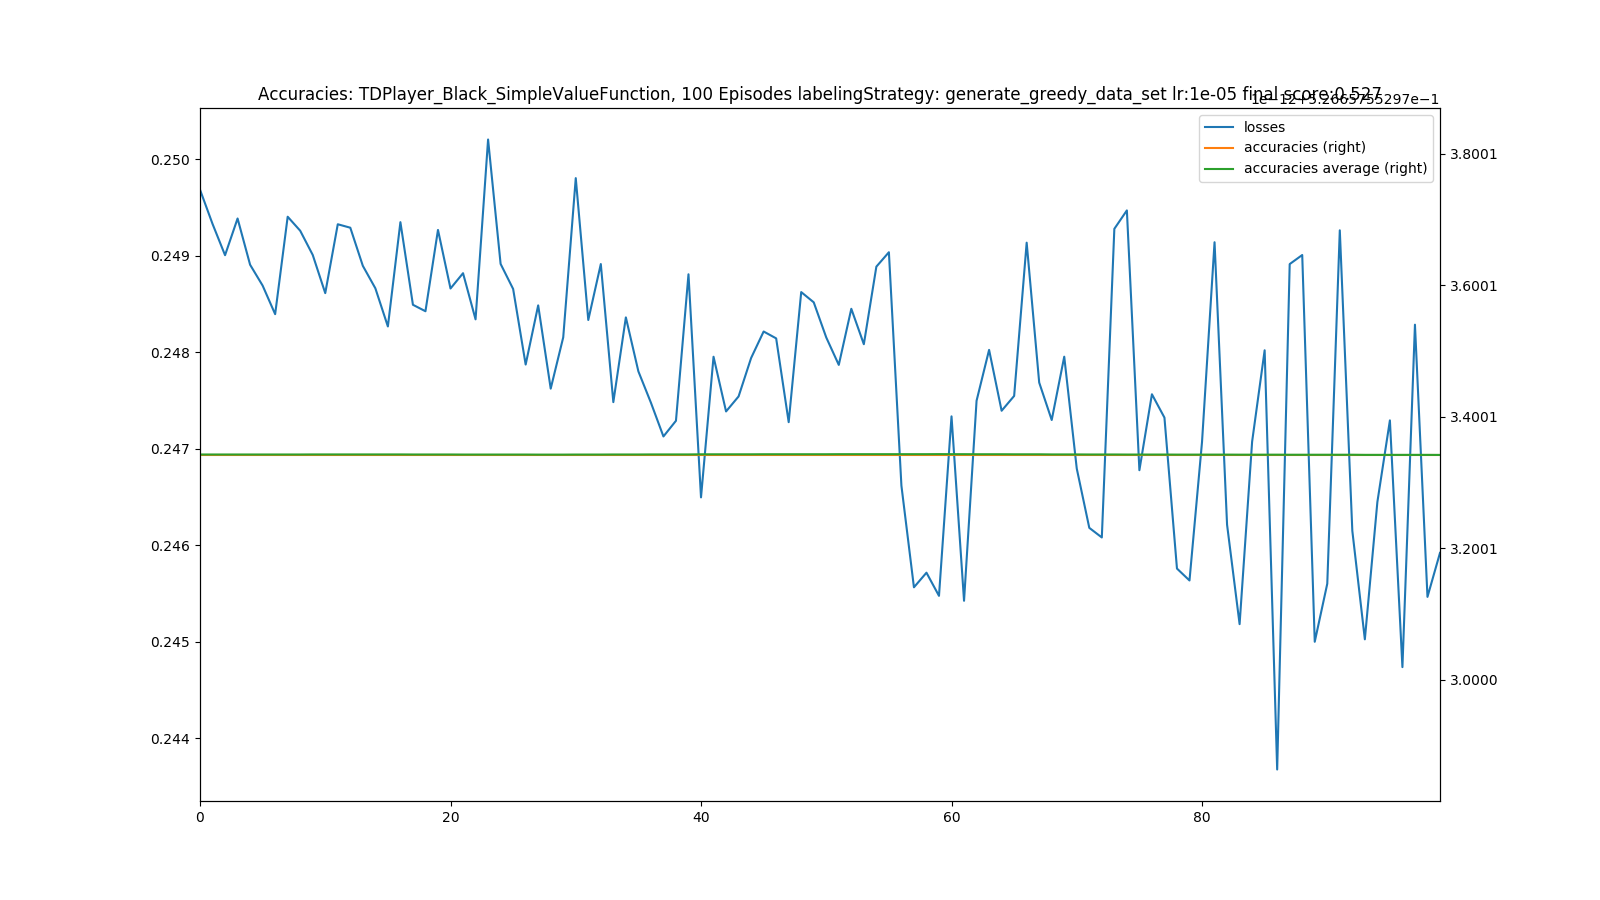 Accuracies: TDPlayer_Black_SimpleValueFunction, 100 Episodes labelingStrategy: generate_greedy_data_set lr:1e-05 final score:0.527
1e−12+5.2665755297e−1
losses
accuracies (right)
accuracies average (right)
0.250
0.249
0.248
0.247
0.246
0.245
0.244
3.8001
3.6001
3.4001
3.2001
3.0000
0 20 40 60 80